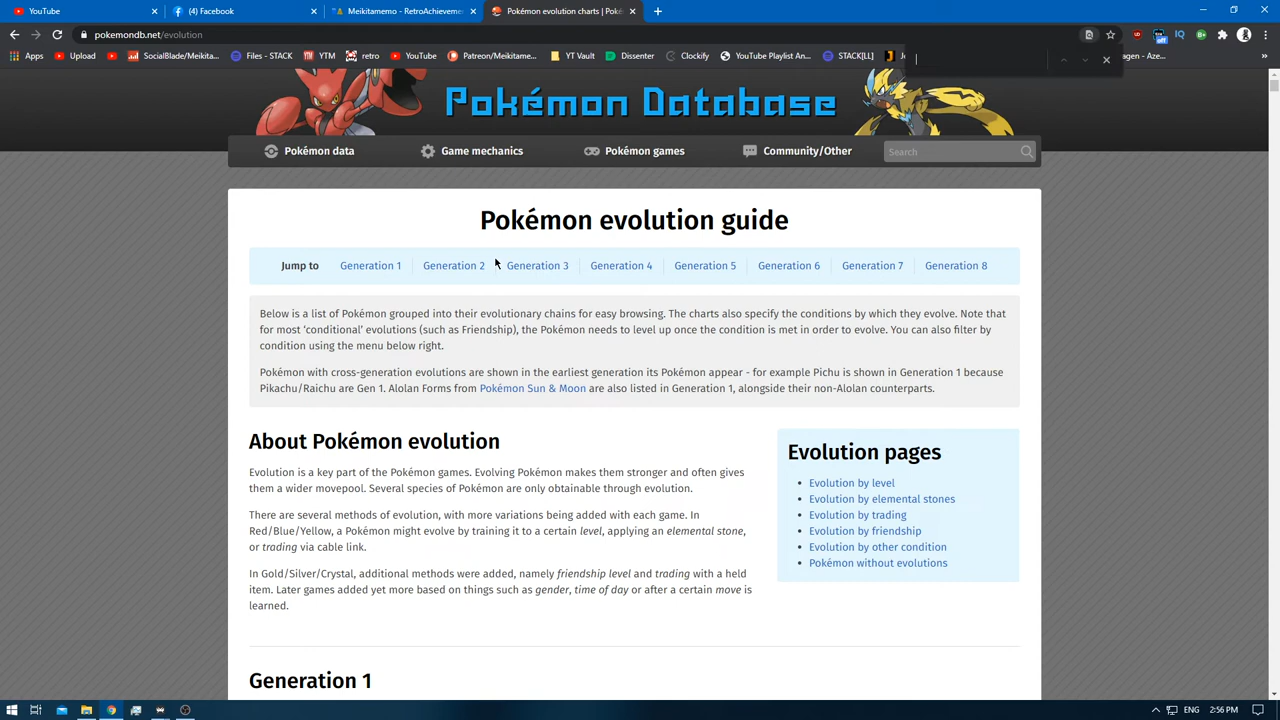 YouTube
(4) Facebook
Meikitamemo - RetroAchievemen
Pokémon evolution charts | Pok
pokemondb.net/evolution
Apps
Upload
SocialBlade/Meikita...
Files - STACK
YTM
retro
YouTube
Patreon/Meikitame...
YT Vault
Dissenter
Clockify
YouTube Playlist An...
STACK[LL]
agen - Aze...
Pokémon Database
Pokémon data
Game mechanics
Pokémon games
Community/Other
Search
Pokémon evolution guide
Jump to
Generation 1
Generation 2
Generation 3
Generation 4
Generation 5
Generation 6
Generation 7
Generation 8
Below is a list of Pokémon grouped into their evolutionary chains for easy browsing. The charts also specify the conditions by which they evolve. Note that
for most ‘conditional’ evolutions (such as Friendship), the Pokémon needs to level up once the condition is met in order to evolve. You can also filter by
condition using the menu below right.
Pokémon with cross-generation evolutions are shown in the earliest generation its Pokémon appear - for example Pichu is shown in Generation 1 because
Pikachu/Raichu are Gen 1. Alolan Forms from Pokémon Sun & Moon are also listed in Generation 1, alongside their non-Alolan counterparts.
About Pokémon evolution
Evolution is a key part of the Pokémon games. Evolving Pokémon makes them stronger and often gives
them a wider movepool. Several species of Pokémon are only obtainable through evolution.
There are several methods of evolution, with more variations being added with each game. In
Red/Blue/Yellow, a Pokémon might evolve by training it to a certain level, applying an elemental stone,
or trading via cable link.
In Gold/Silver/Crystal, additional methods were added, namely friendship level and trading with a held
item. Later games added yet more based on things such as gender, time of day or after a certain move is
learned.
Evolution pages
Evolution by level
Evolution by elemental stones
Evolution by trading
Evolution by friendship
Evolution by other condition
Pokémon without evolutions
Generation 1
ENG
2:56 PM